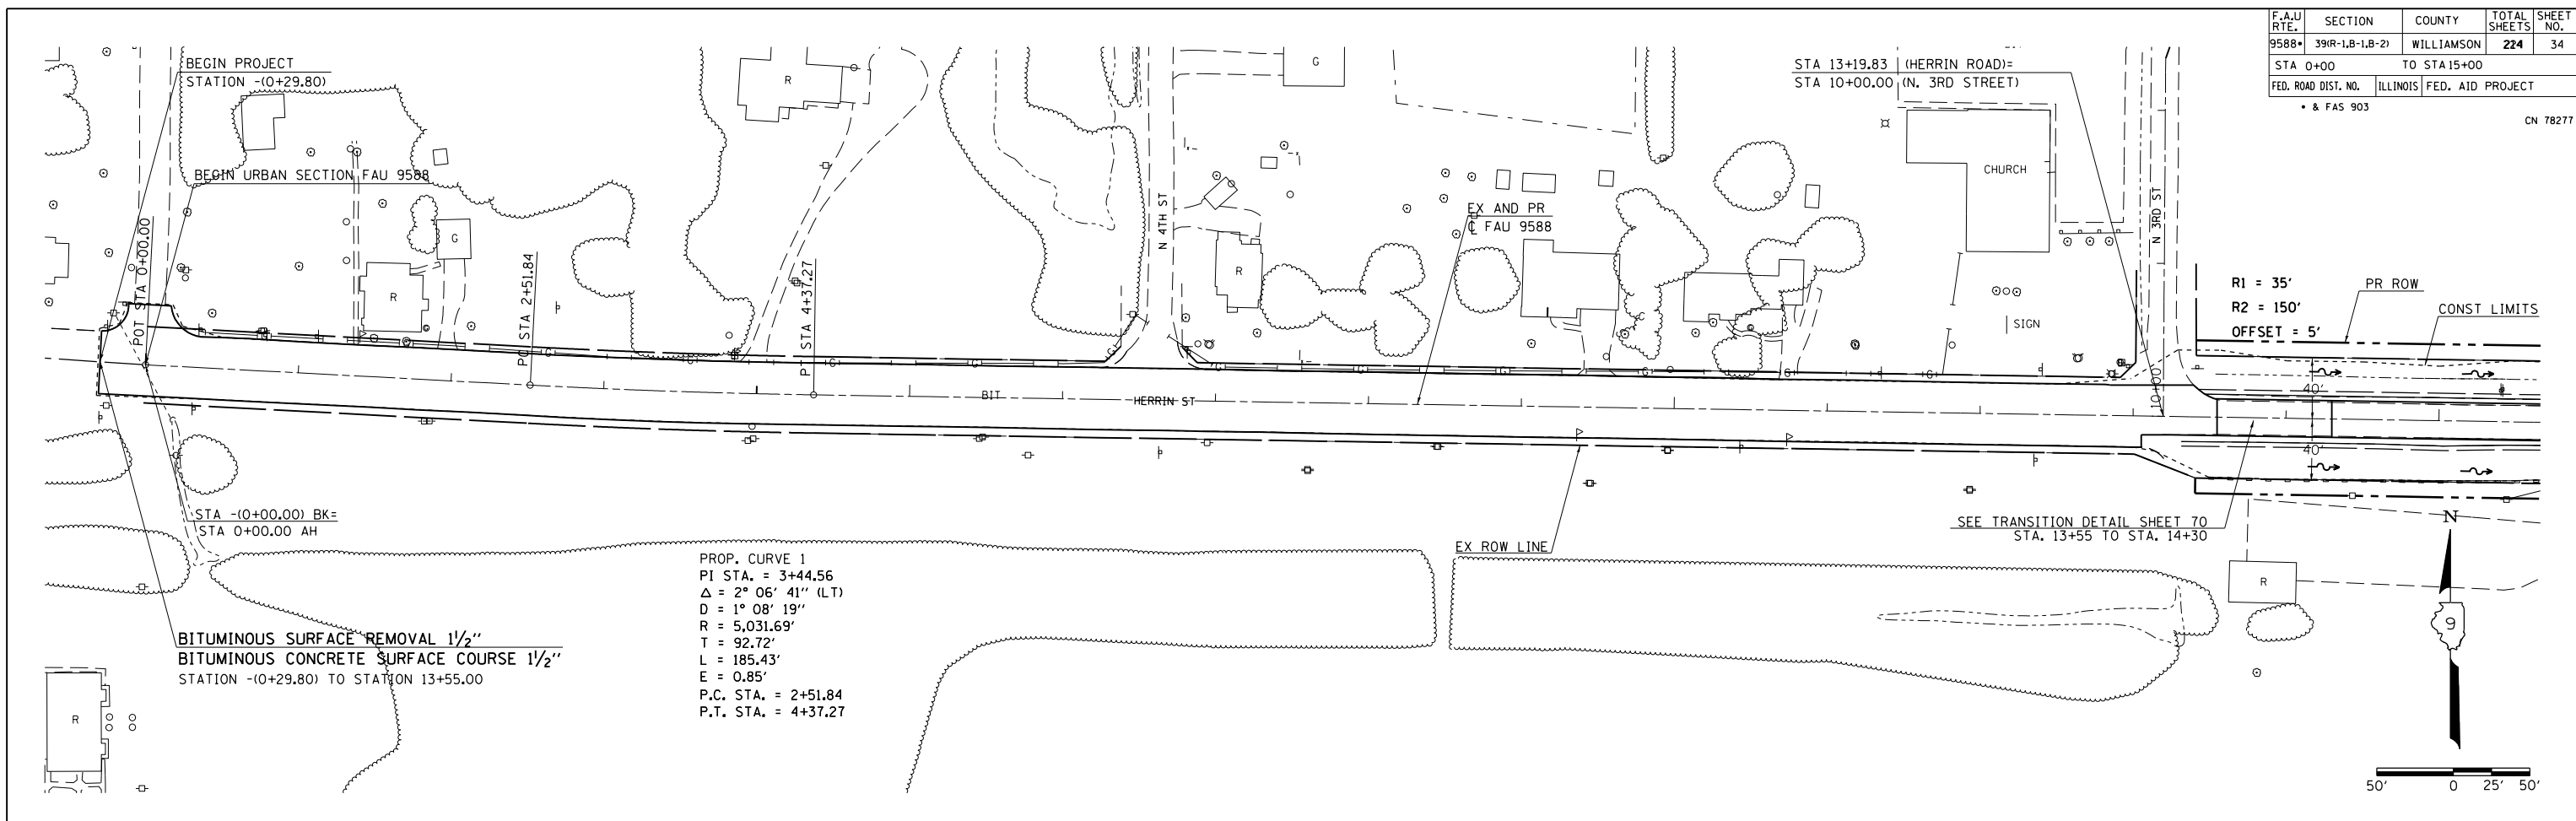 F.A.U RTE. SECTION COUNTY TOTAL SHEETS SHEET NO.
9588• 39(R-1,B-1,B-2) WILLIAMSON 224 34
STA 0+00 TO STA 15+00
FED. ROAD DIST. NO. ILLINOIS FED. AID PROJECT
• & FAS 903
CN 78277
BEGIN PROJECT
STATION -(0+29.80)
BEGIN URBAN SECTION FAU 9588
POT STA 0+00.00
G
R
PC STA 2+51.84
R
PT STA 4+37.27
N 4TH ST
G
R
EX AND PR
℄ FAU 9588
STA 13+19.83 (HERRIN ROAD)=
STA 10+00.00 (N. 3RD STREET)
CHURCH
N 3RD ST
SIGN
10+00
R1 = 35'
R2 = 150'
OFFSET = 5'
PR ROW
CONST LIMITS
G
G
G
G
G
G
G
G
G
G
BIT
HERRIN ST
40'
40'
STA -(0+00.00) BK=
STA 0+00.00 AH
EX ROW LINE
SEE TRANSITION DETAIL SHEET 70
STA. 13+55 TO STA. 14+30
BITUMINOUS SURFACE REMOVAL 1½''
BITUMINOUS CONCRETE SURFACE COURSE 1½''
STATION -(0+29.80) TO STATION 13+55.00
R
PROP. CURVE 1
PI STA. = 3+44.56
Δ = 2° 06' 41'' (LT)
D = 1° 08' 19''
R = 5,031.69'
T = 92.72'
L = 185.43'
E = 0.85'
P.C. STA. = 2+51.84
P.T. STA. = 4+37.27
R
N
9
50' 0 25' 50'